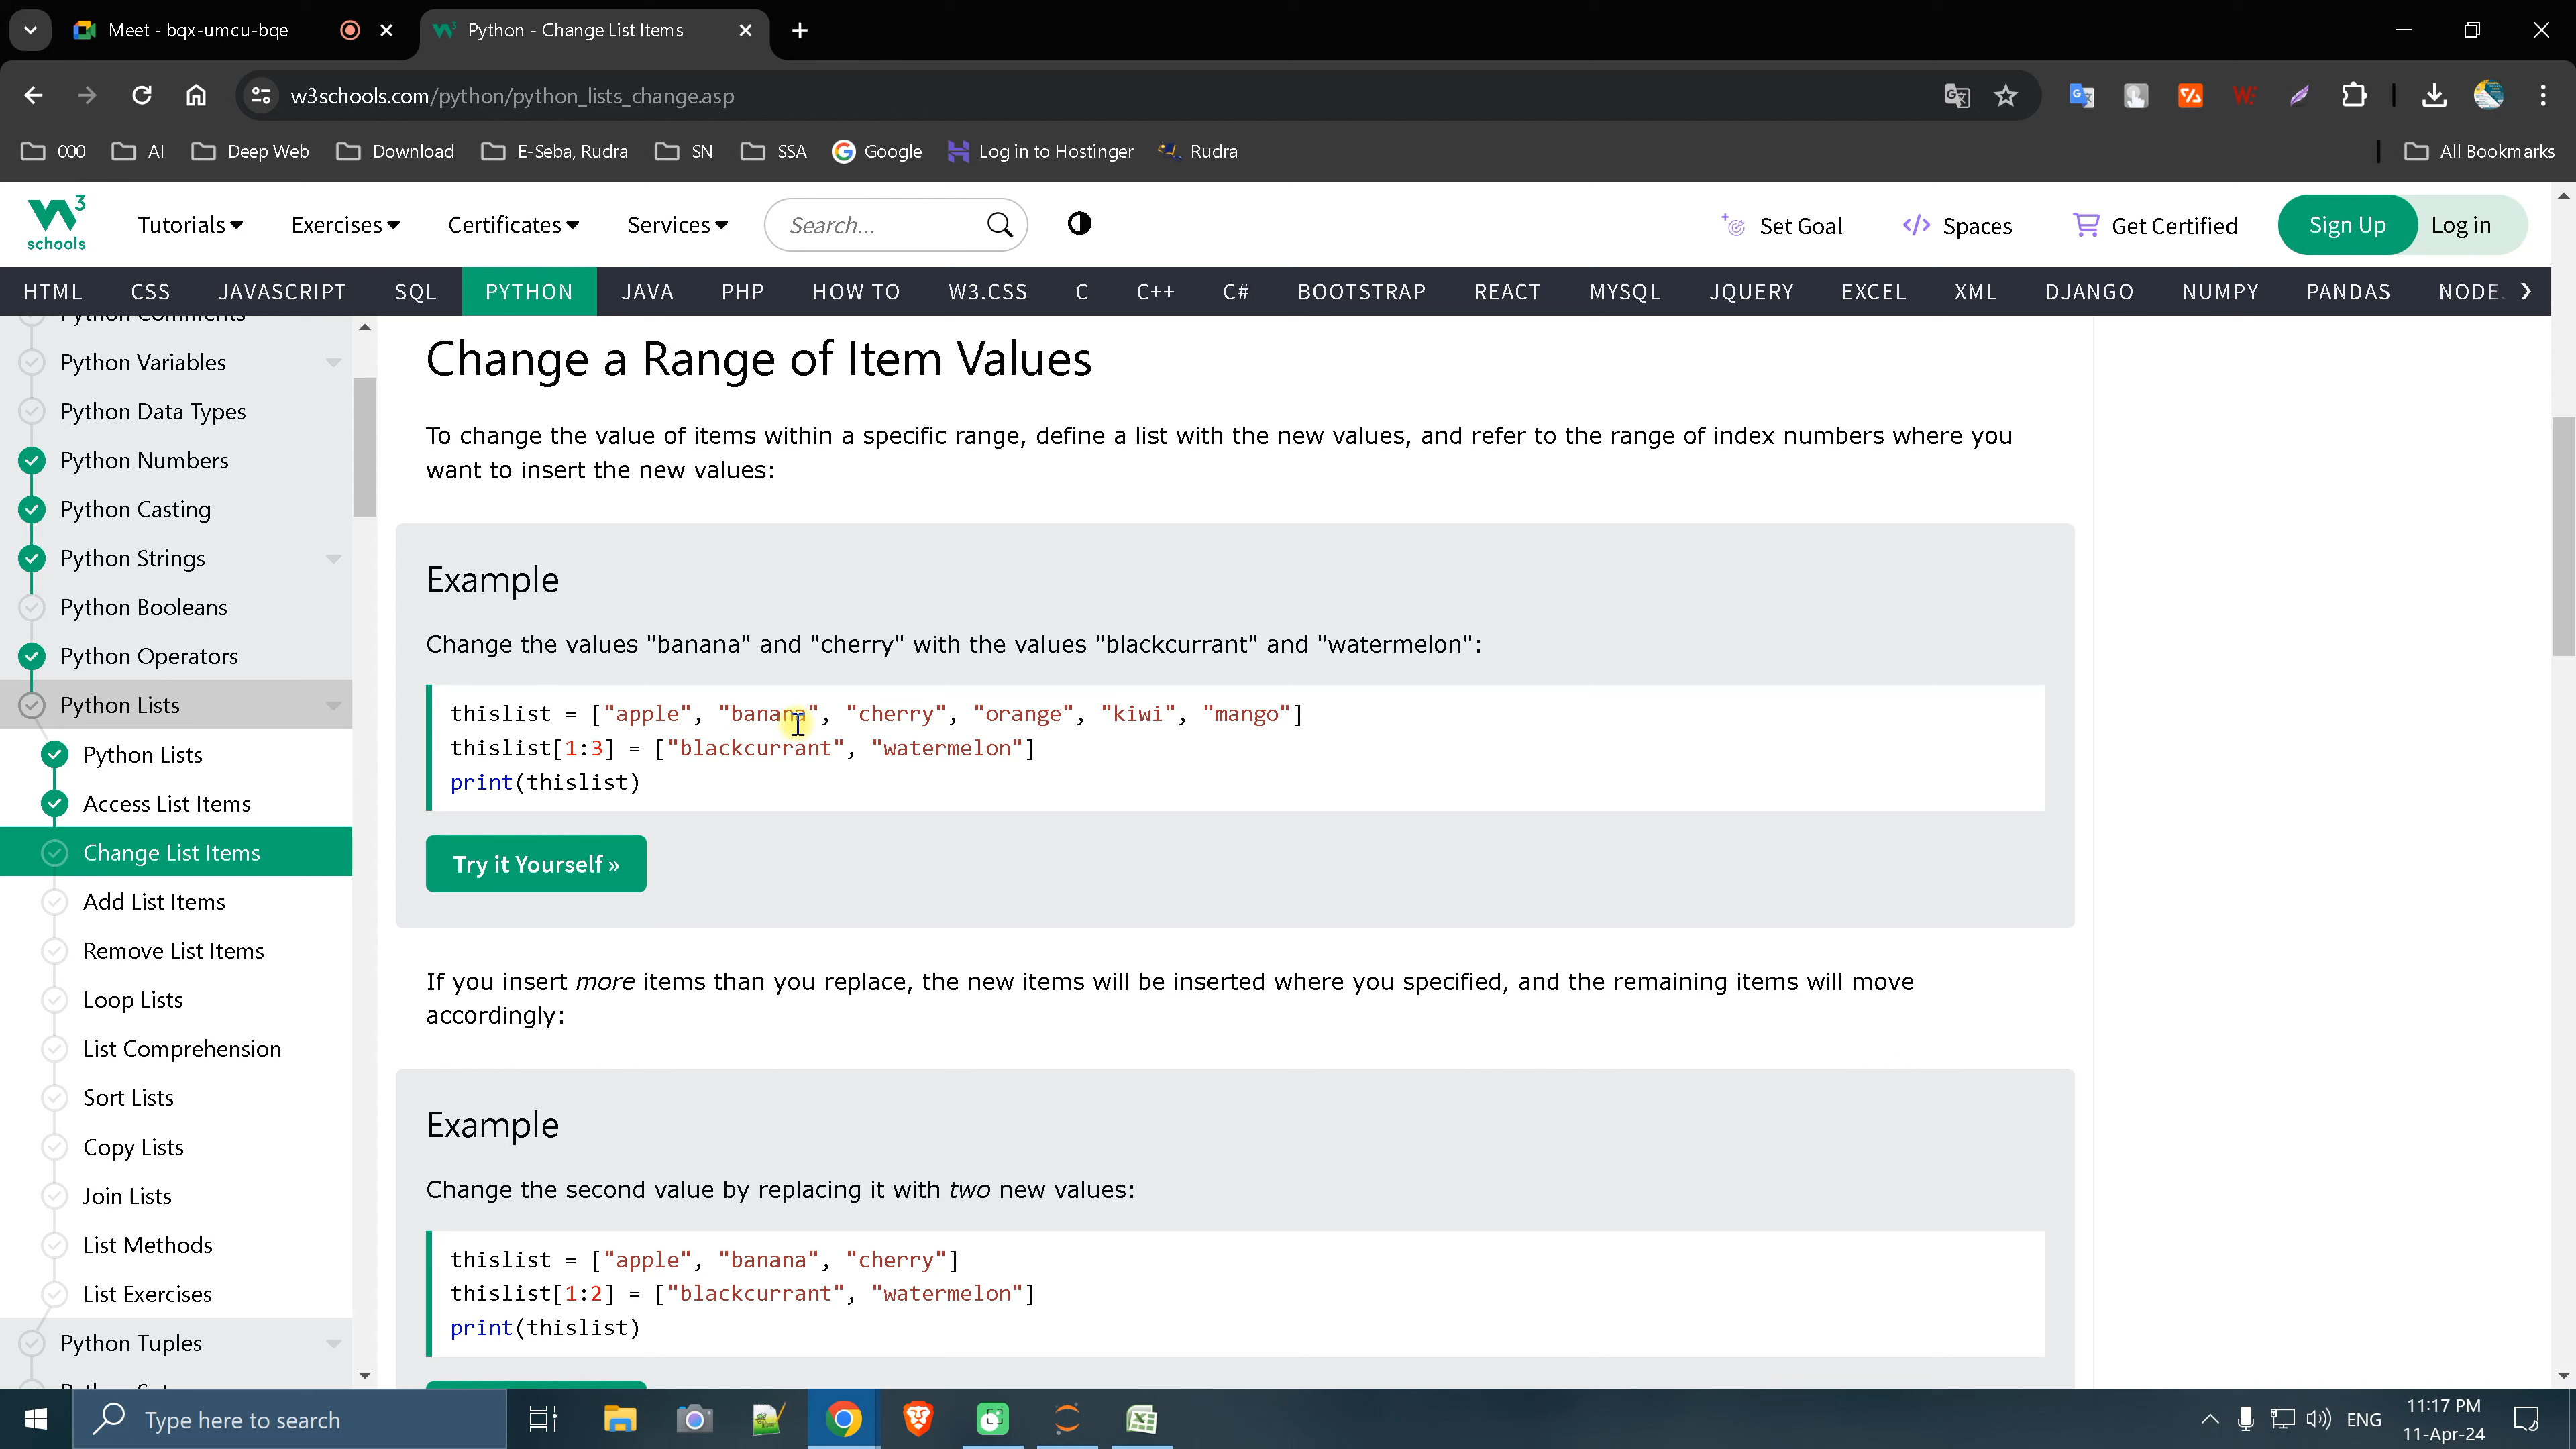 Meet - bqx-umcu-bqe
Python - Change List Items
w3schools.com/python/python_lists_change.asp
000
AI
Deep Web
Download
E-Seba, Rudra
SN
SSA
Google
Log in to Hostinger
Rudra
All Bookmarks
W3
schools
Tutorials
Exercises
Certificates
Services
Search...
Set Goal
Spaces
Get Certified
Sign Up
Log in
HTML
CSS
JAVASCRIPT
SQL
PYTHON
JAVA
PHP
HOW TO
W3.CSS
C
C++
C#
BOOTSTRAP
REACT
MYSQL
JQUERY
EXCEL
XML
DJANGO
NUMPY
PANDAS
NODE
Python Comments
Python Variables
Python Data Types
Python Numbers
Python Casting
Python Strings
Python Booleans
Python Operators
Python Lists
Python Lists
Access List Items
Change List Items
Add List Items
Remove List Items
Loop Lists
List Comprehension
Sort Lists
Copy Lists
Join Lists
List Methods
List Exercises
Python Tuples
Change a Range of Item Values
To change the value of items within a specific range, define a list with the new values, and refer to the range of index numbers where you
want to insert the new values:
Example
Change the values "banana" and "cherry" with the values "blackcurrant" and "watermelon":
thislist = ["apple", "banana", "cherry", "orange", "kiwi", "mango"]
thislist[1:3] = ["blackcurrant", "watermelon"]
print(thislist)
Try it Yourself »
If you insert more items than you replace, the new items will be inserted where you specified, and the remaining items will move
accordingly:
Example
Change the second value by replacing it with two new values:
thislist = ["apple", "banana", "cherry"]
thislist[1:2] = ["blackcurrant", "watermelon"]
print(thislist)
Type here to search
ENG
11:17 PM
11-Apr-24